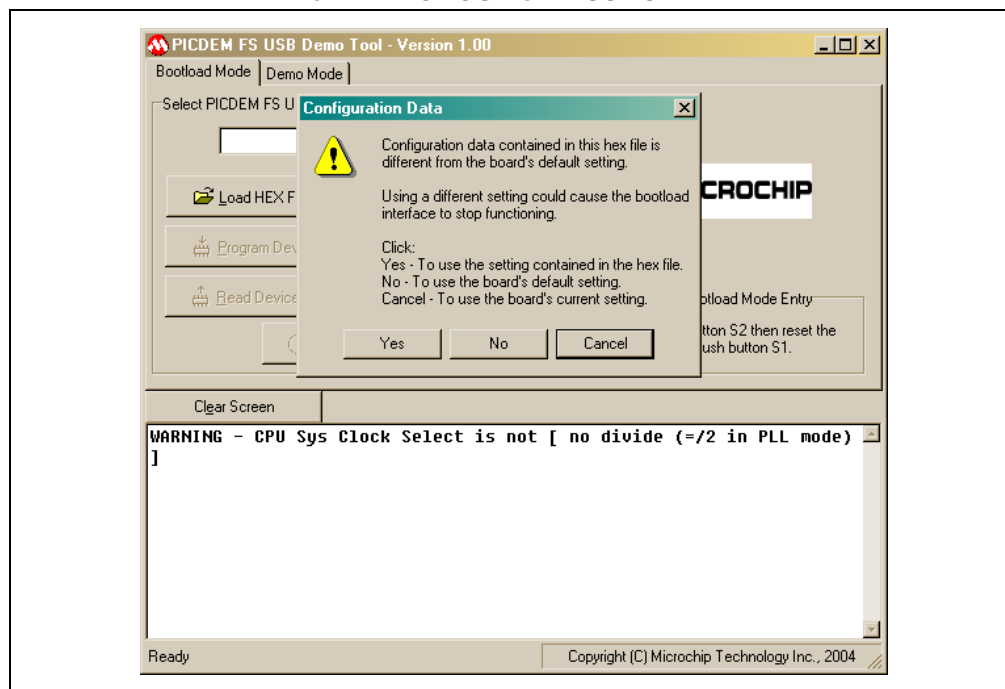 PICDEM FS USB Demo Tool - Version 1.00
Bootload Mode
Demo Mode
Select PICDEM FS U
Configuration Data
Configuration data contained in this hex file is
different from the board's default setting.
Using a different setting could cause the bootload
interface to stop functioning.
Click:
Yes - To use the setting contained in the hex file.
No - To use the board's default setting.
Cancel - To use the board's current setting.
Yes
No
Cancel
Load HEX F
Program Dev
Read Device
CROCHIP
otload Mode Entry
tton S2 then reset the
ush button S1.
Clear Screen
WARNING - CPU Sys Clock Select is not [ no divide (=/2 in PLL mode)
]
Ready
Copyright (C) Microchip Technology Inc., 2004